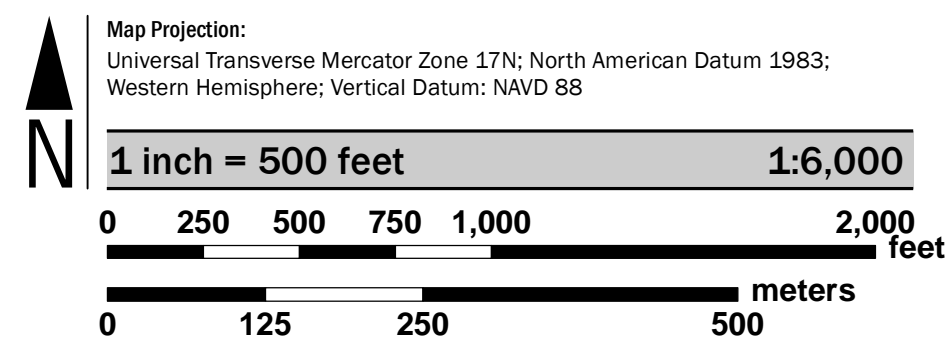 Map Projection:
Universal Transverse Mercator Zone 17N; North American Datum 1983;
Western Hemisphere; Vertical Datum: NAVD 88
N
1 inch = 500 feet 1:6,000
0 250 500 750 1,000 2,000
feet
meters
0 125 250 500